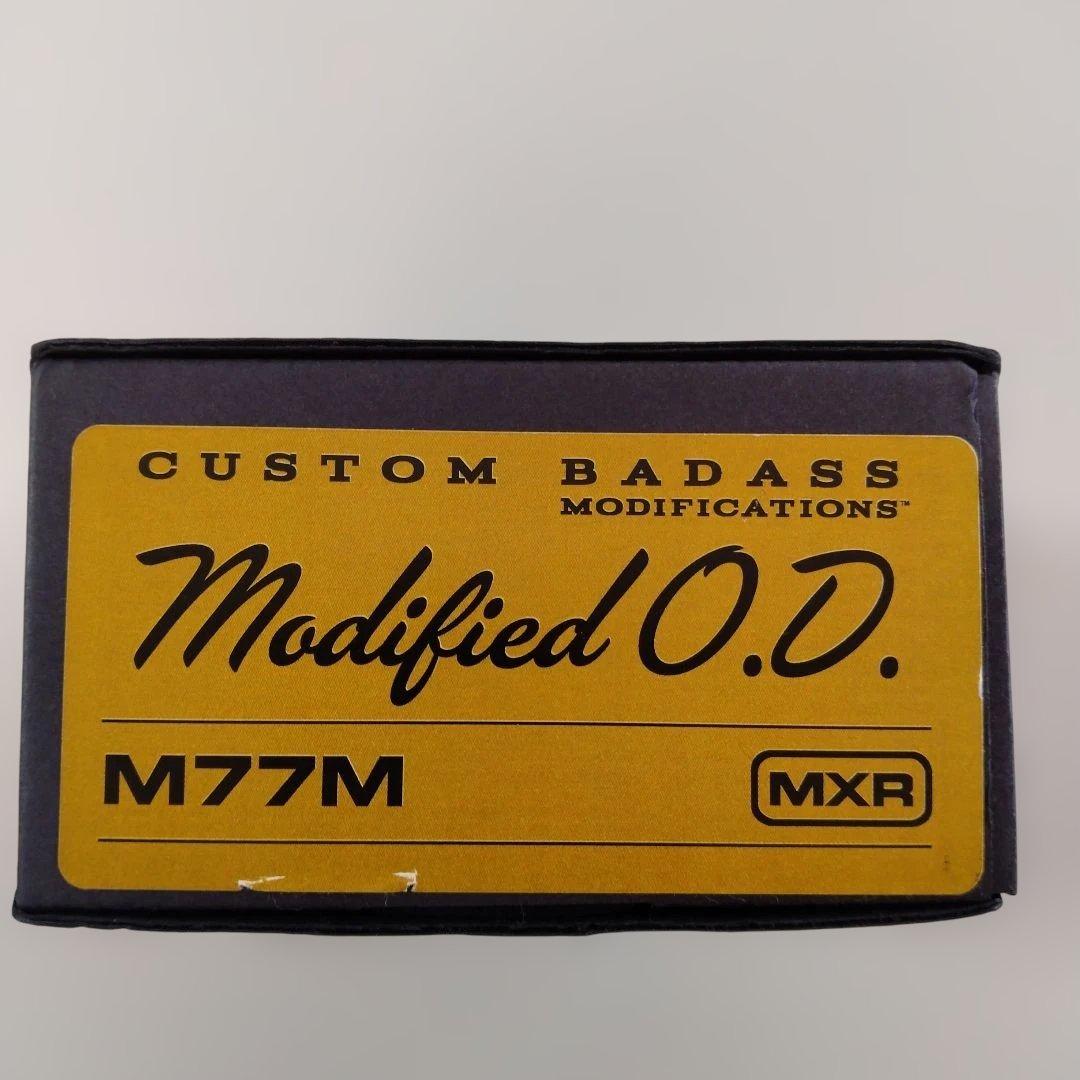 CUSTOM BADASS
MODIFICATIONS™
Modified O.D.
M77M
MXR